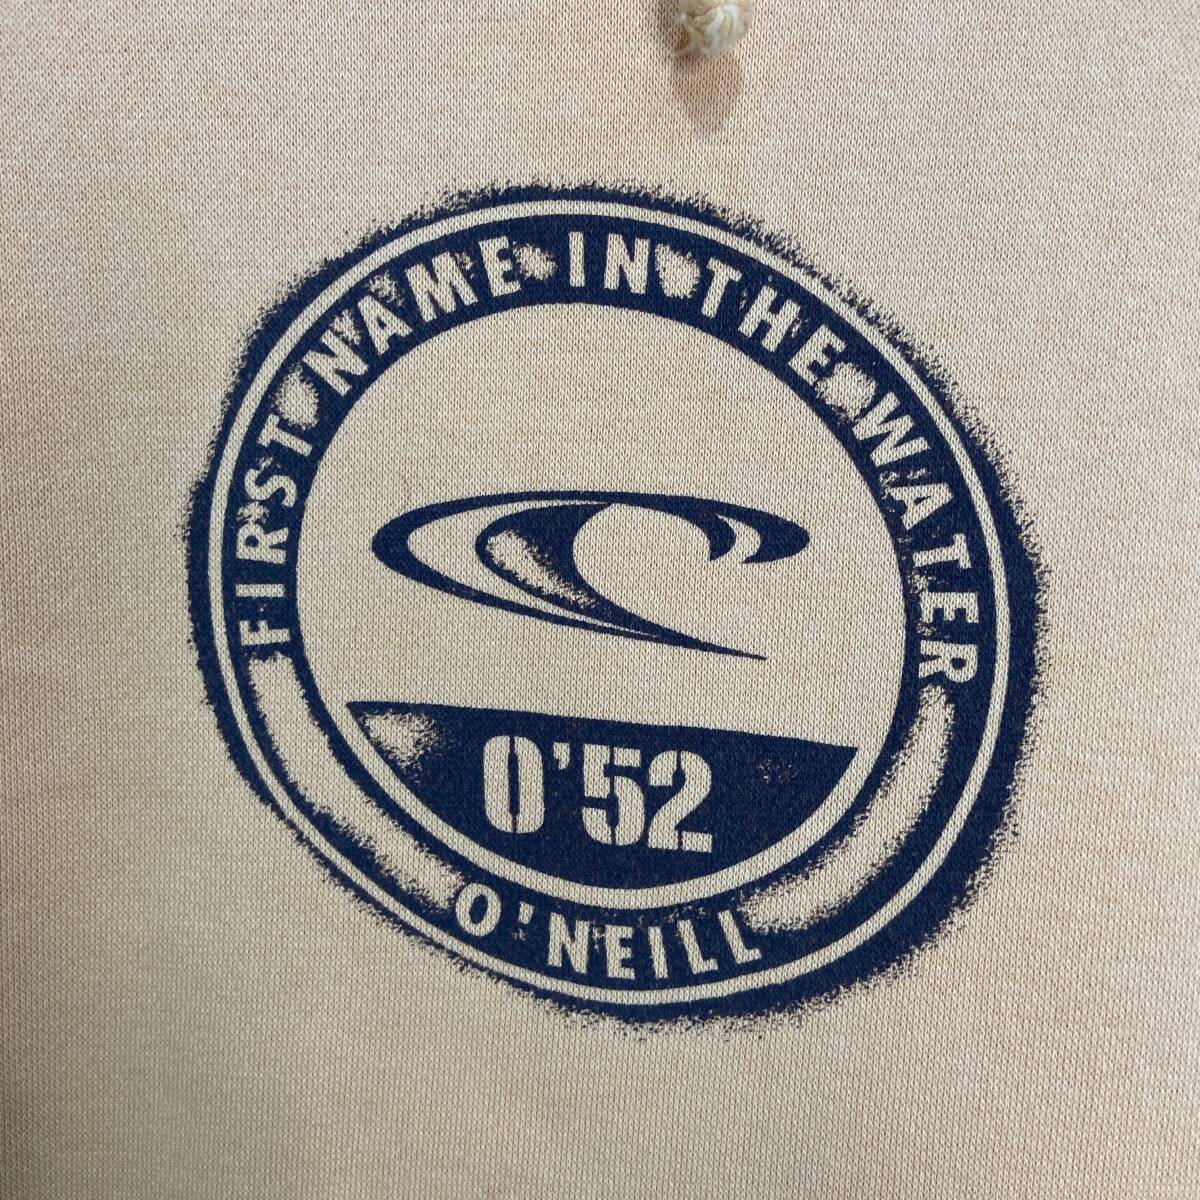 FIRST NAME IN THE WATER
O'52
O'NEILL